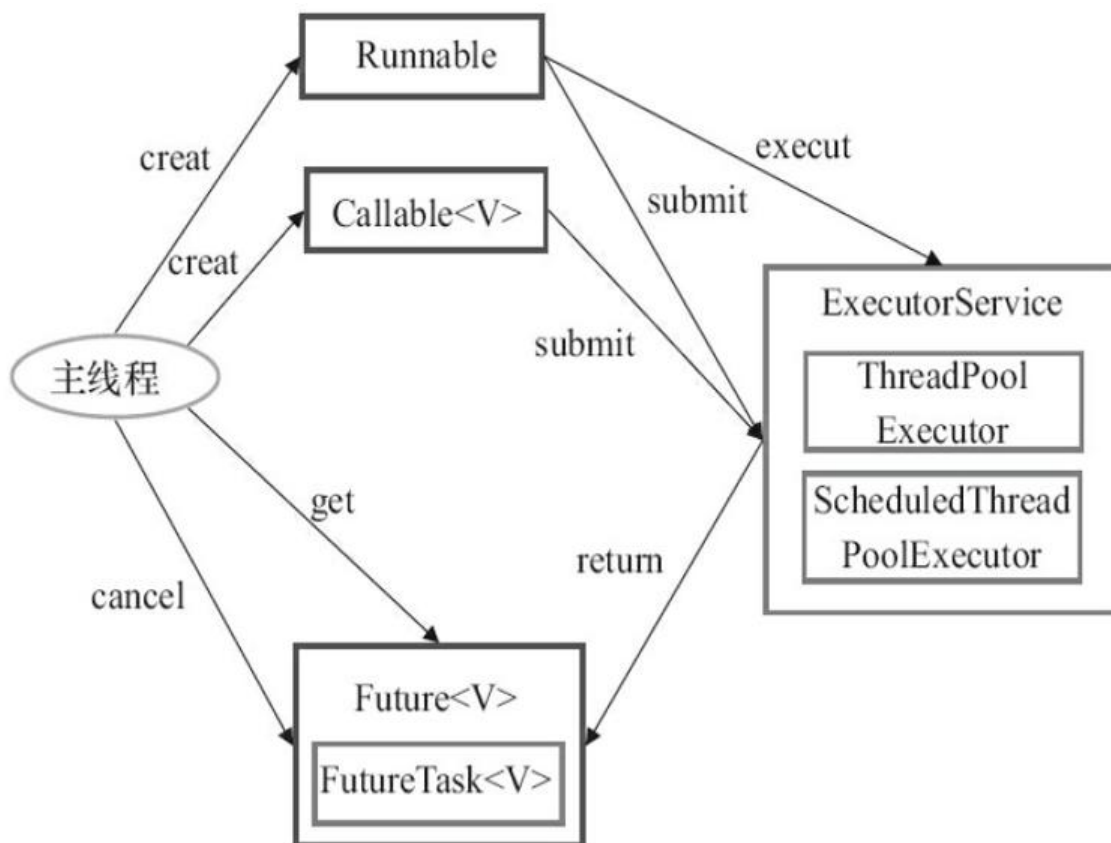 Runnable
creat
execut
Callable<V>
submit
creat
ExecutorService
submit
主线程
ThreadPool
Executor
get
ScheduledThread
PoolExecutor
return
cancel
Future<V>
FutureTask<V>